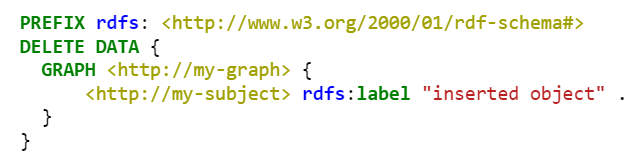 PREFIX rdfs: <http://www.w3.org/2000/01/rdf-schema#>
DELETE DATA {
  GRAPH <http://my-graph> {
      <http://my-subject> rdfs:label "inserted object" .
  }
}